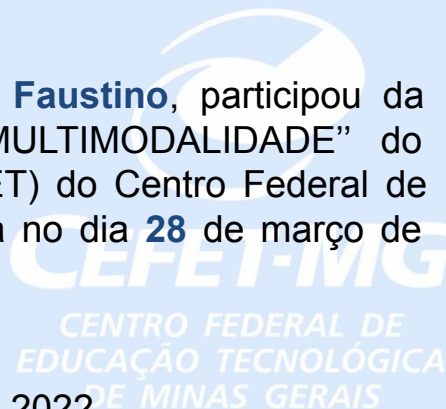 Faustino, participou da
MULTIMODALIDADE” do
ET) do Centro Federal de
a no dia 28 de março de
CEFET-MG
CENTRO FEDERAL DE
EDUCAÇÃO TECNOLÓGICA
DE MINAS GERAIS
2022